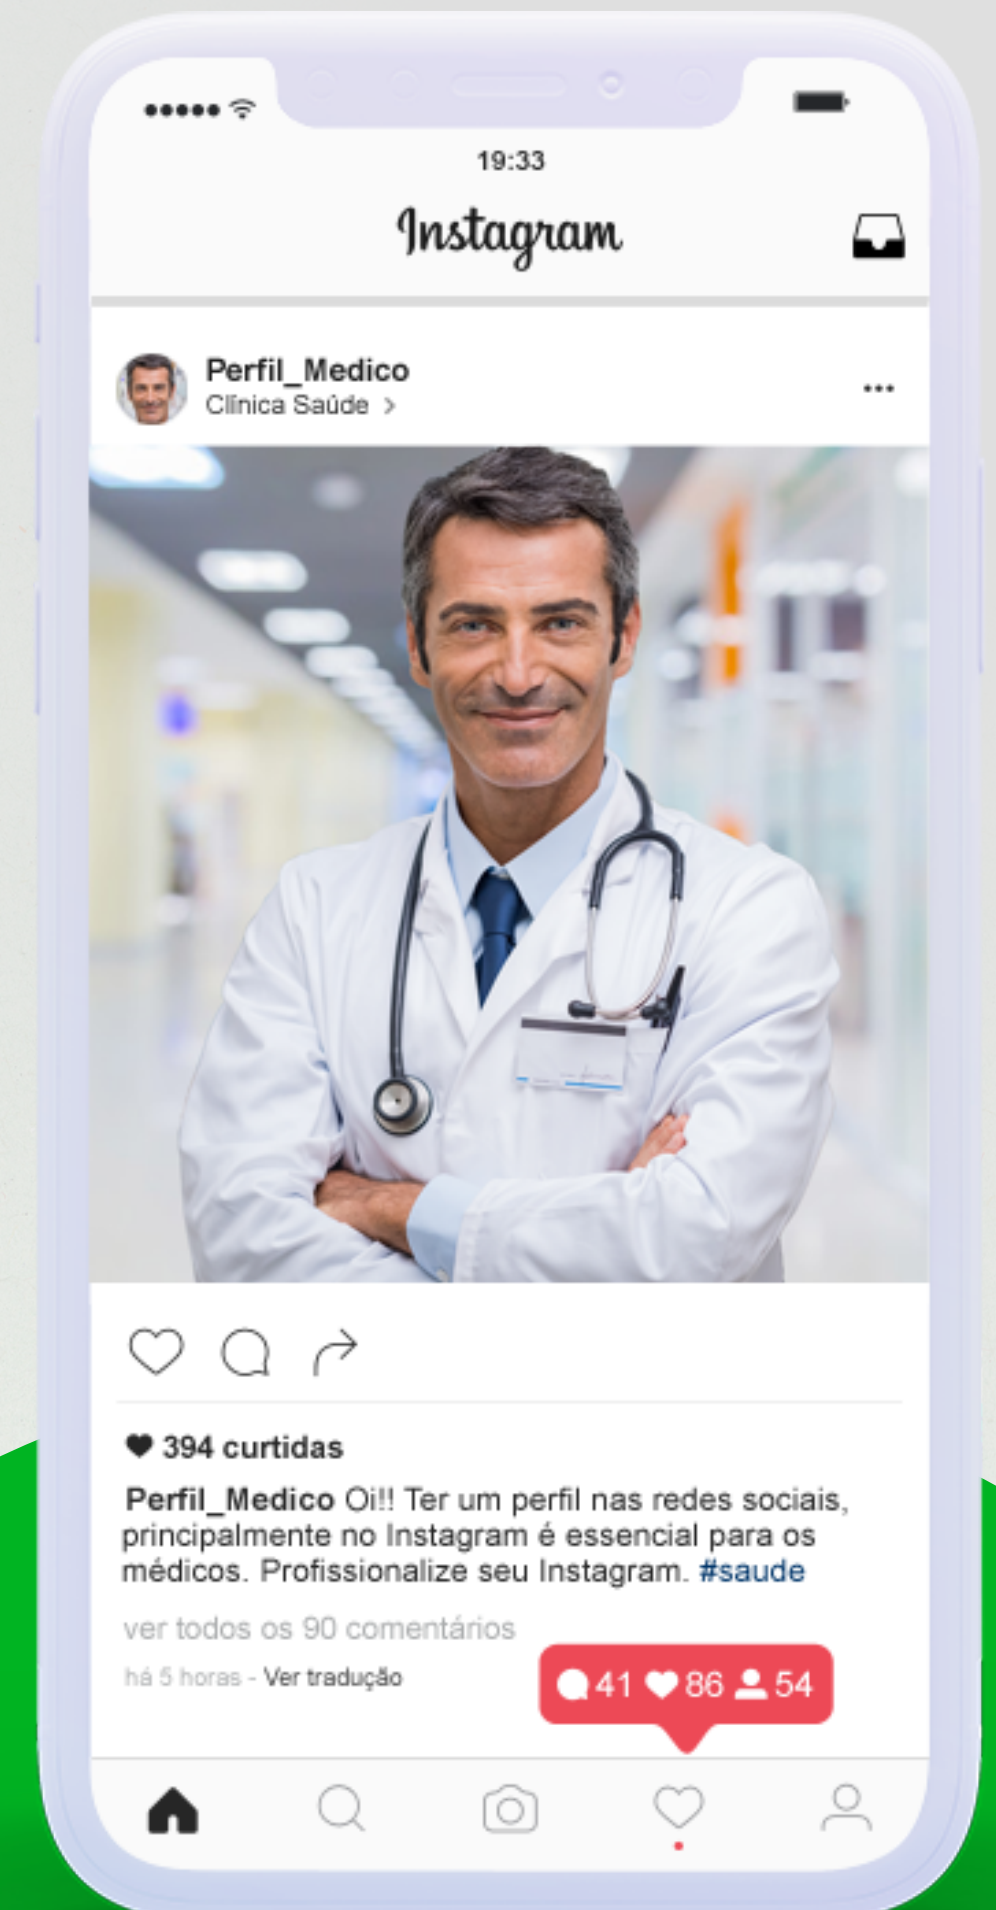 19:33
Instagram
Perfil_Medico
Clínica Saúde >
394 curtidas
Perfil_Medico Oi!! Ter um perfil nas redes sociais,
principalmente no Instagram é essencial para os
médicos. Profissionalize seu Instagram. #saude
ver todos os 90 comentários
há 5 horas - Ver tradução
41 86 54